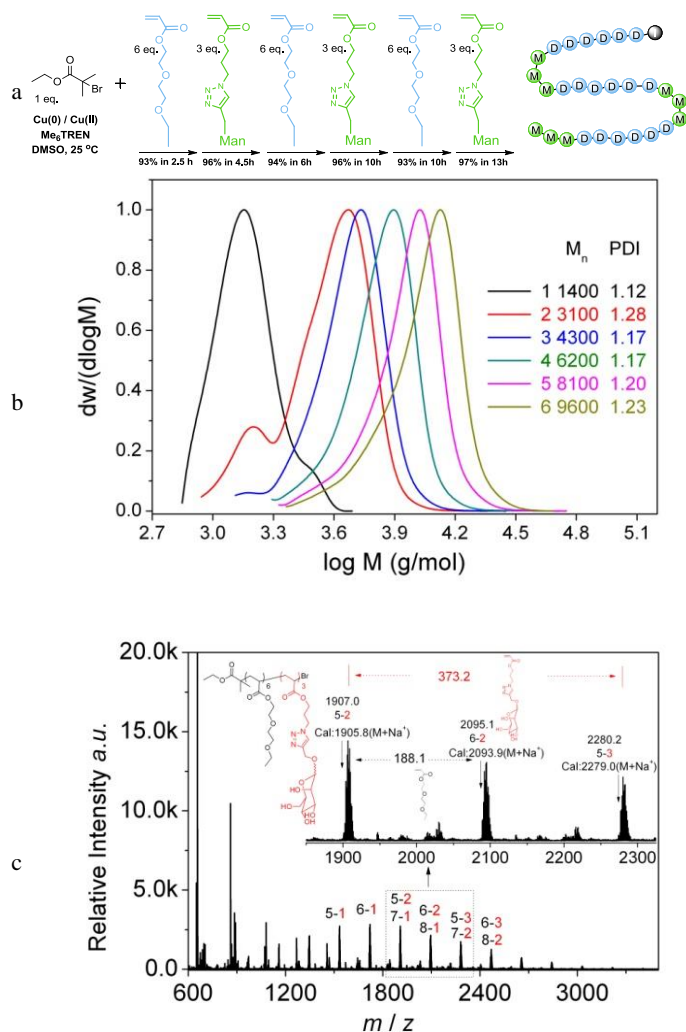 a
O
O
6 eq.
O
O
3 eq.
O
O
6 eq.
O
O
3 eq.
O
O
6 eq.
O
O
3 eq.
O
O
Br
+
1 eq.
Cu(0) / Cu(II)
Me6TREN
DMSO, 25 °C
N
N=N
Man
93% in 2.5 h
96% in 4.5h
94% in 6h
96% in 10h
93% in 10h
97% in 13h
M D D D D D D I
M M D D D D D D M M
M M M D D D D D D M
b
dw/(dlogM)
1.0
0.8
0.6
0.4
0.2
0.0
Mn PDI
1 1400 1.12
2 3100 1.28
3 4300 1.17
4 6200 1.17
5 8100 1.20
6 9600 1.23
2.7 3.0 3.3 3.6 3.9 4.2 4.5 4.8 5.1
log M (g/mol)
c
Relative Intensity a.u.
20.0k
15.0k
10.0k
5.0k
0.0
6
3
Br
HO
OH
373.2
1907.0
5-2
Cal:1905.8(M+Na+)
188.1
2095.1
6-2
Cal:2093.9(M+Na+)
2280.2
5-3
Cal:2279.0(M+Na+)
1900 2000 2100 2200 2300
5-1
6-1
5-2
7-1
6-2
8-1
5-3
7-2
6-3
8-2
600 1200 1800 2400 3000
m / z